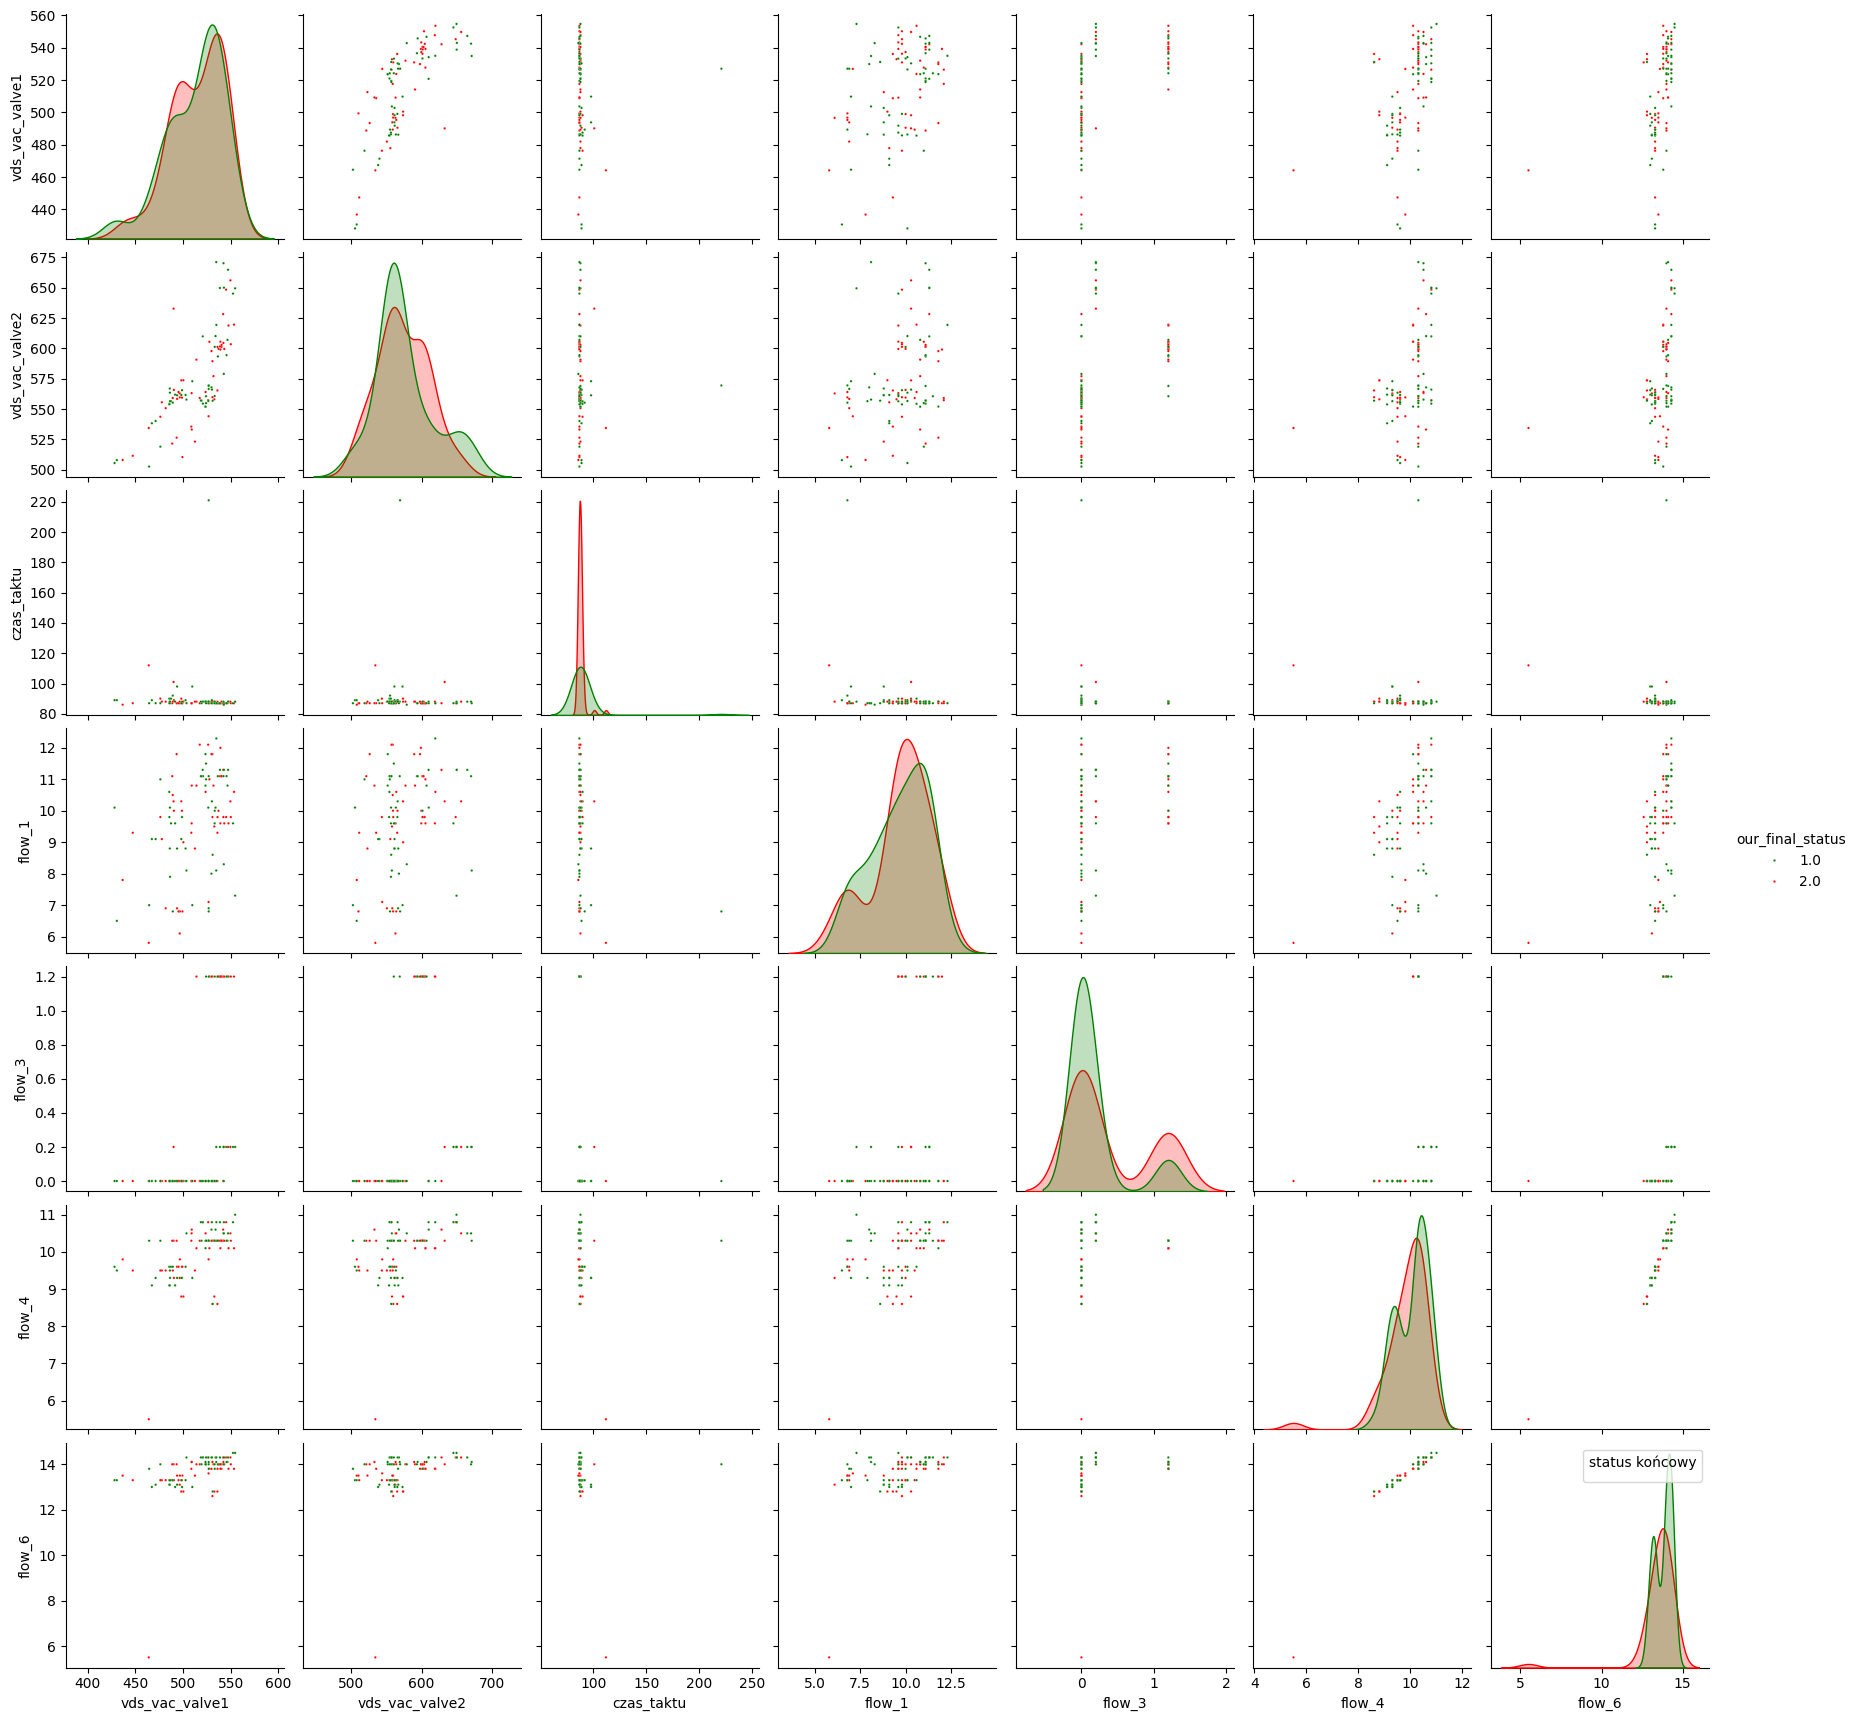 560
540
520
500
480
460
440
vds_vac_valve1
675
650
625
600
575
550
525
500
vds_vac_valve2
220
200
180
160
140
120
100
80
czas_taktu
12
11
10
9
8
7
6
flow_1
our_final_status
1.0
2.0
1.2
1.0
0.8
0.6
0.4
0.2
0.0
flow_3
11
10
9
8
7
6
flow_4
status końcowy
14
12
10
8
6
flow_6
400 450 500 550 600
500 600 700
100 150 200 250
5.0 7.5 10.0 12.5
0 1 2
4 6 8 10 12
5 10 15
vds_vac_valve1 vds_vac_valve2 czas_taktu flow_1 flow_3 flow_4 flow_6